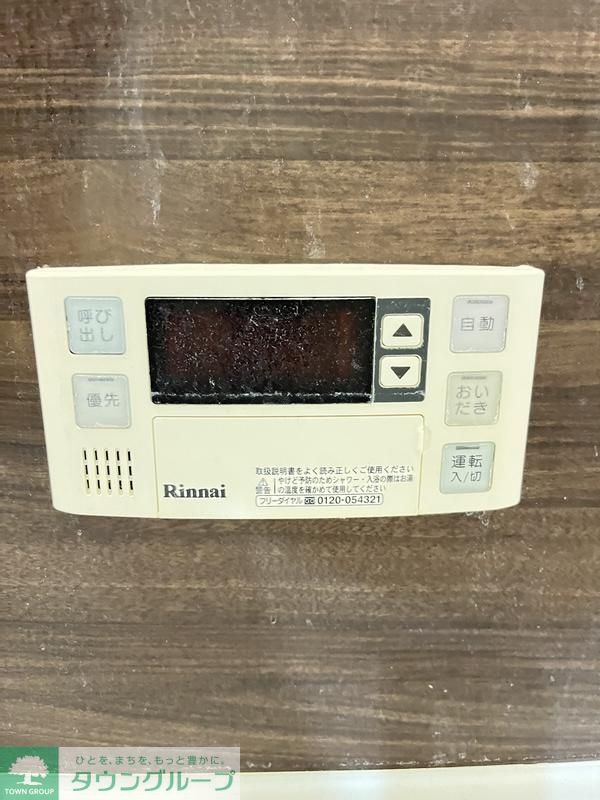 呼び
出し
優先
▲
▼
自動
おい
だき
運転
入/切
Rinnai
取扱説明書をよく読み正しくご使用ください
警告 やけど予防のためシャワー・入浴の際はお湯
の温度を確かめて使用してください
フリーダイヤル 0120-054321
TOWN GROUP
ひとを、まちを、もっと豊かに。
タウングループ